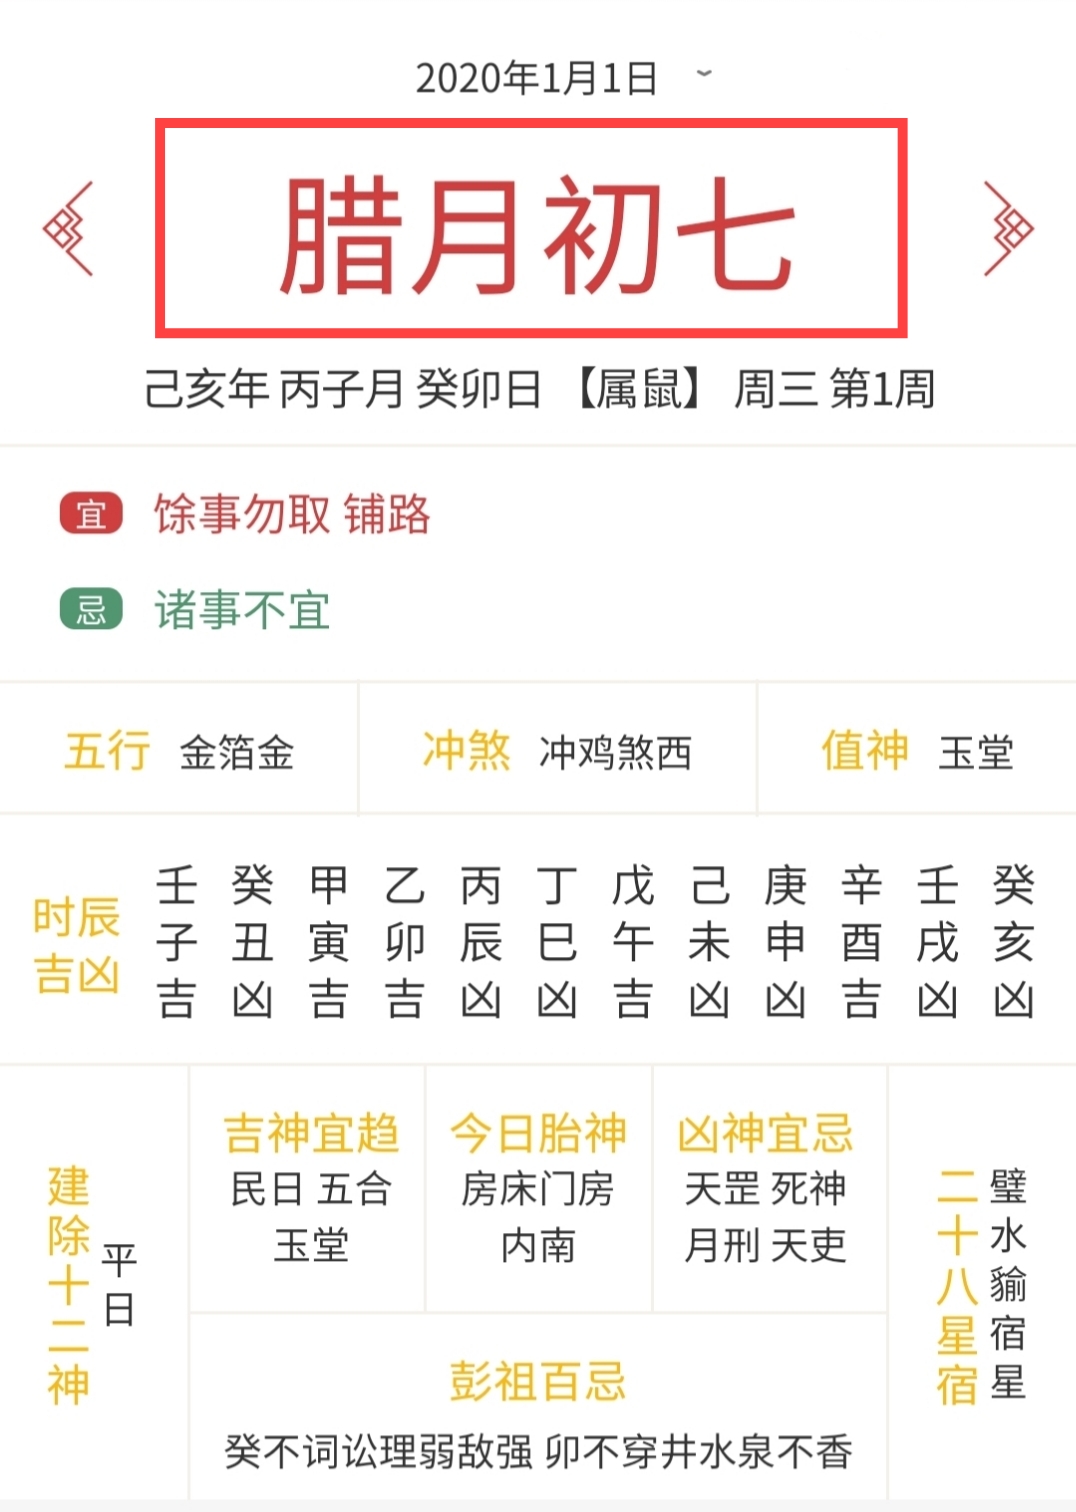 2020年1月1日
腊月初七
己亥年 丙子月 癸卯日 【属鼠】 周三 第1周
宜 馀事勿取 铺路
忌 诸事不宜
五行 金箔金
冲煞 冲鸡煞西
值神 玉堂
时辰吉凶
壬子吉
癸丑凶
甲寅吉
乙卯吉
丙辰凶
丁巳凶
戊午吉
己未凶
庚申凶
辛酉吉
壬戌凶
癸亥凶
建除十二神
平日
吉神宜趋
民日 五合
玉堂
今日胎神
房床门房
内南
凶神宜忌
天罡 死神
月刑 天吏
彭祖百忌
癸不词讼理弱敌强 卯不穿井水泉不香
二十八星宿
璧水貐宿星